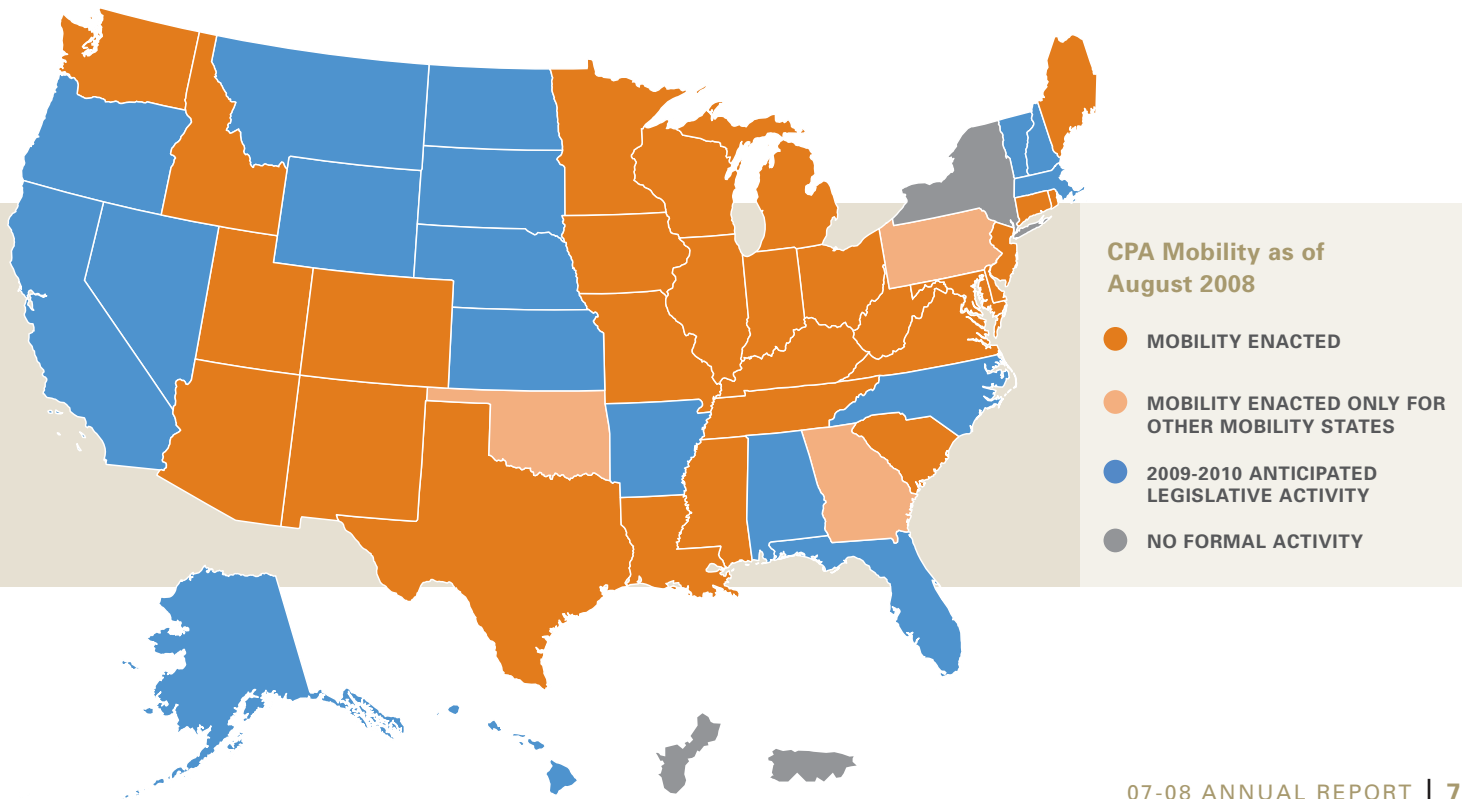 CPA Mobility as of
August 2008
MOBILITY ENACTED
MOBILITY ENACTED ONLY FOR
OTHER MOBILITY STATES
2009-2010 ANTICIPATED
LEGISLATIVE ACTIVITY
NO FORMAL ACTIVITY
07-08 ANNUAL REPORT | 7